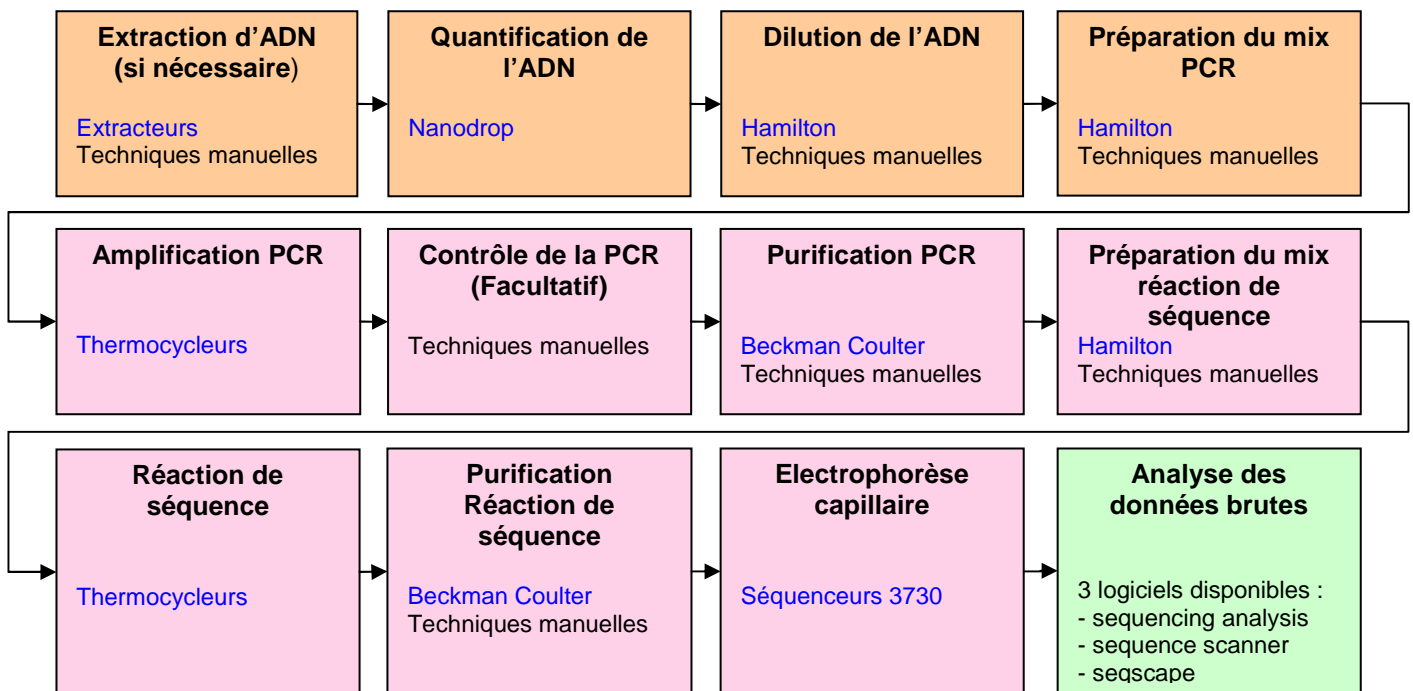 Extraction d’ADN
(si nécessaire)
Extracteurs
Techniques manuelles
Quantification de
l’ADN
Nanodrop
Dilution de l’ADN
Hamilton
Techniques manuelles
Préparation du mix
PCR
Hamilton
Techniques manuelles
Amplification PCR
Thermocycleurs
Contrôle de la PCR
(Facultatif)
Techniques manuelles
Purification PCR
Beckman Coulter
Techniques manuelles
Préparation du mix
réaction de
séquence
Hamilton
Techniques manuelles
Réaction de
séquence
Thermocycleurs
Purification
Réaction de
séquence
Beckman Coulter
Techniques manuelles
Electrophorèse
capillaire
Séquenceurs 3730
Analyse des
données brutes
3 logiciels disponibles :
- sequencing analysis
- sequence scanner
- seqscape